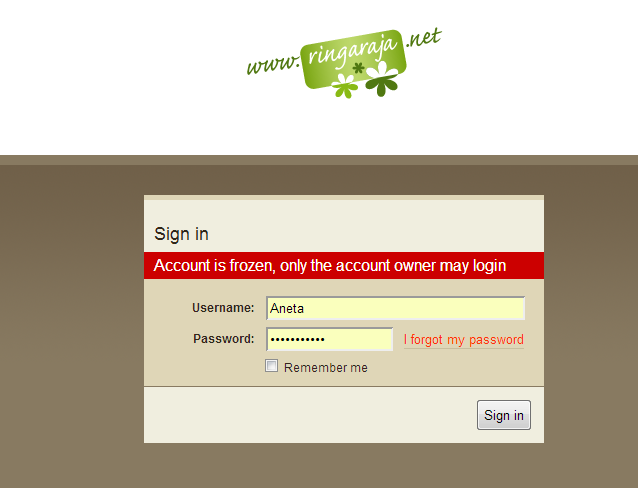 www.ringaraja.net
Sign in
Account is frozen, only the account owner may login
Username: Aneta
Password: ••••••••••• I forgot my password
Remember me
Sign in